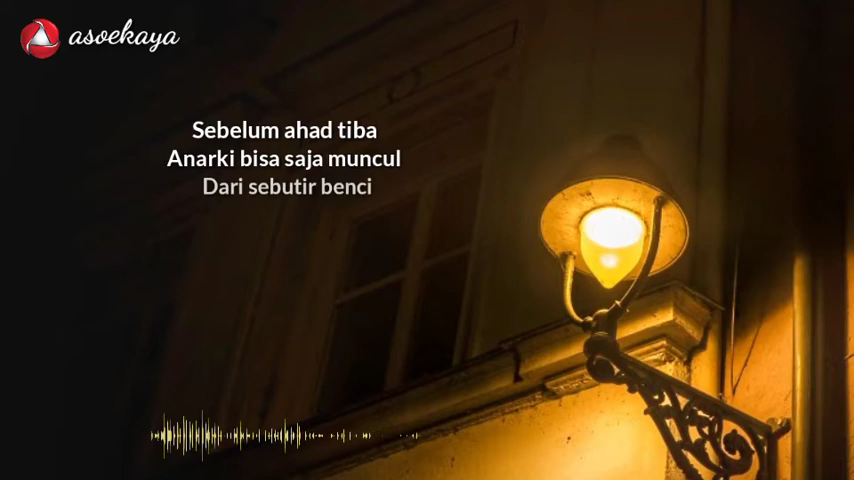 asoekaya
Sebelum ahad tiba
Anarki bisa saja muncul
Dari sebutir benci